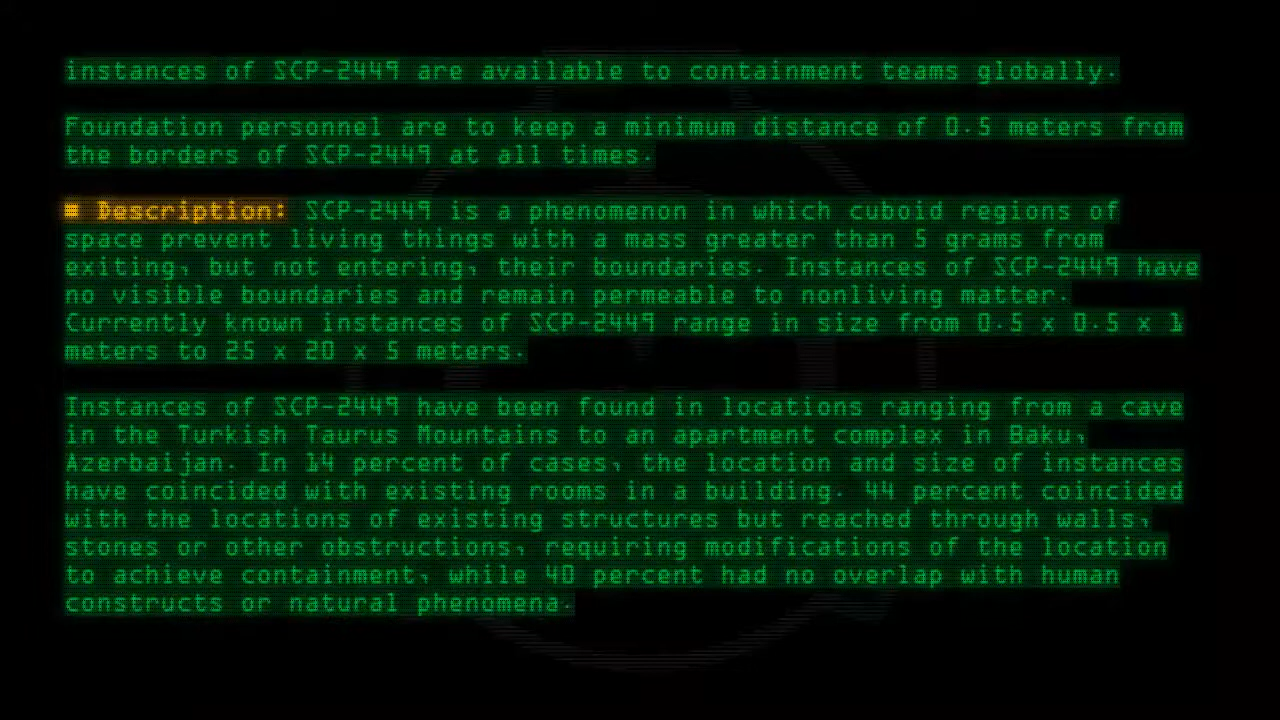 instances of SCP-2449 are available to containment teams globally.
Foundation personnel are to keep a minimum distance of 0.5 meters from
the borders of SCP-2449 at all times.
■ Description: SCP-2449 is a phenomenon in which cuboid regions of
space prevent living things with a mass greater than 5 grams from
exiting, but not entering, their boundaries. Instances of SCP-2449 have
no visible boundaries and remain permeable to nonliving matter.
Currently known instances of SCP-2449 range in size from 0.5 x 0.5 x 1
meters to 25 x 20 x 5 meters.
Instances of SCP-2449 have been found in locations ranging from a cave
in the Turkish Taurus Mountains to an apartment complex in Baku,
Azerbaijan. In 14 percent of cases, the location and size of instances
have coincided with existing rooms in a building. 44 percent coincided
with the locations of existing structures but reached through walls,
stones or other obstructions, requiring modifications of the location
to achieve containment, while 40 percent had no overlap with human
constructs or natural phenomena.